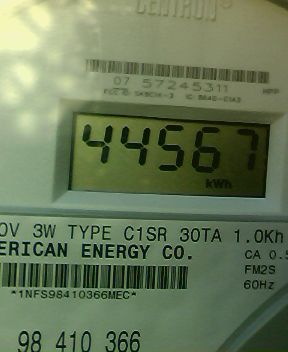 CENTRON®
07 57245311
HPP
44567
kWh
0V 3W TYPE C1SR 30TA 1.0Kh
ERICAN ENERGY CO.
CA 0.5
FM2S
60Hz
*1NFS98410366MEC*
98 410 366